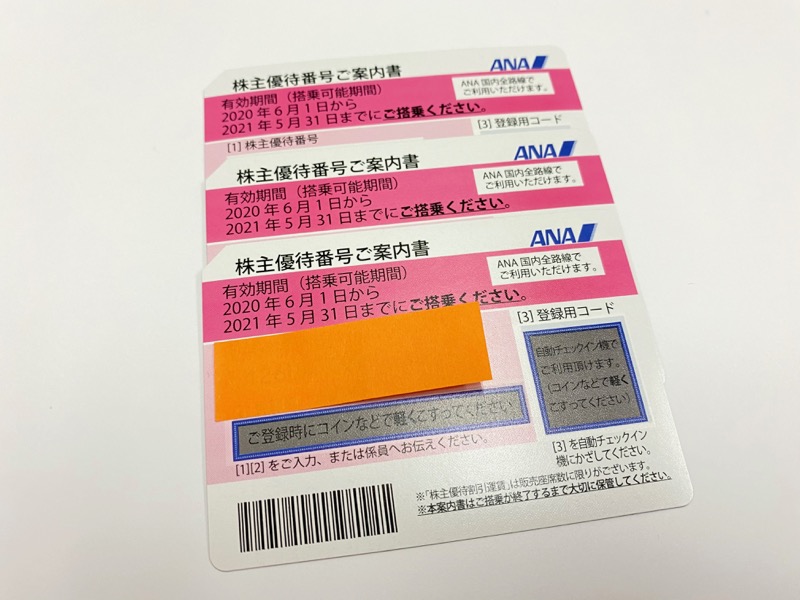 ANA
株主優待番号ご案内書
有効期間（搭乗可能期間）
2020年6月1日から
2021年5月31日までにご搭乗ください。
ANA国内全路線で
ご利用いただけます。
[1] 株主優待番号
[3] 登録用コード
ANA
株主優待番号ご案内書
有効期間（搭乗可能期間）
2020年6月1日から
2021年5月31日までにご搭乗ください。
ANA国内全路線で
ご利用いただけます。
ANA
株主優待番号ご案内書
有効期間（搭乗可能期間）
2020年6月1日から
2021年5月31日までにご搭乗ください。
ANA国内全路線で
ご利用いただけます。
[3] 登録用コード
自動チェックイン機で
ご利用頂けます。
（コインなどで軽く
こすってください）
ご登録時にコインなどで軽くこすってください
[1][2] をご入力、または係員へお伝えください。
[3] を自動チェックイン
機にかざしてください。
※「株主優待割引運賃」は販売座席数に限りがございます。
※本案内書はご搭乗が終了するまで大切に保管してください。